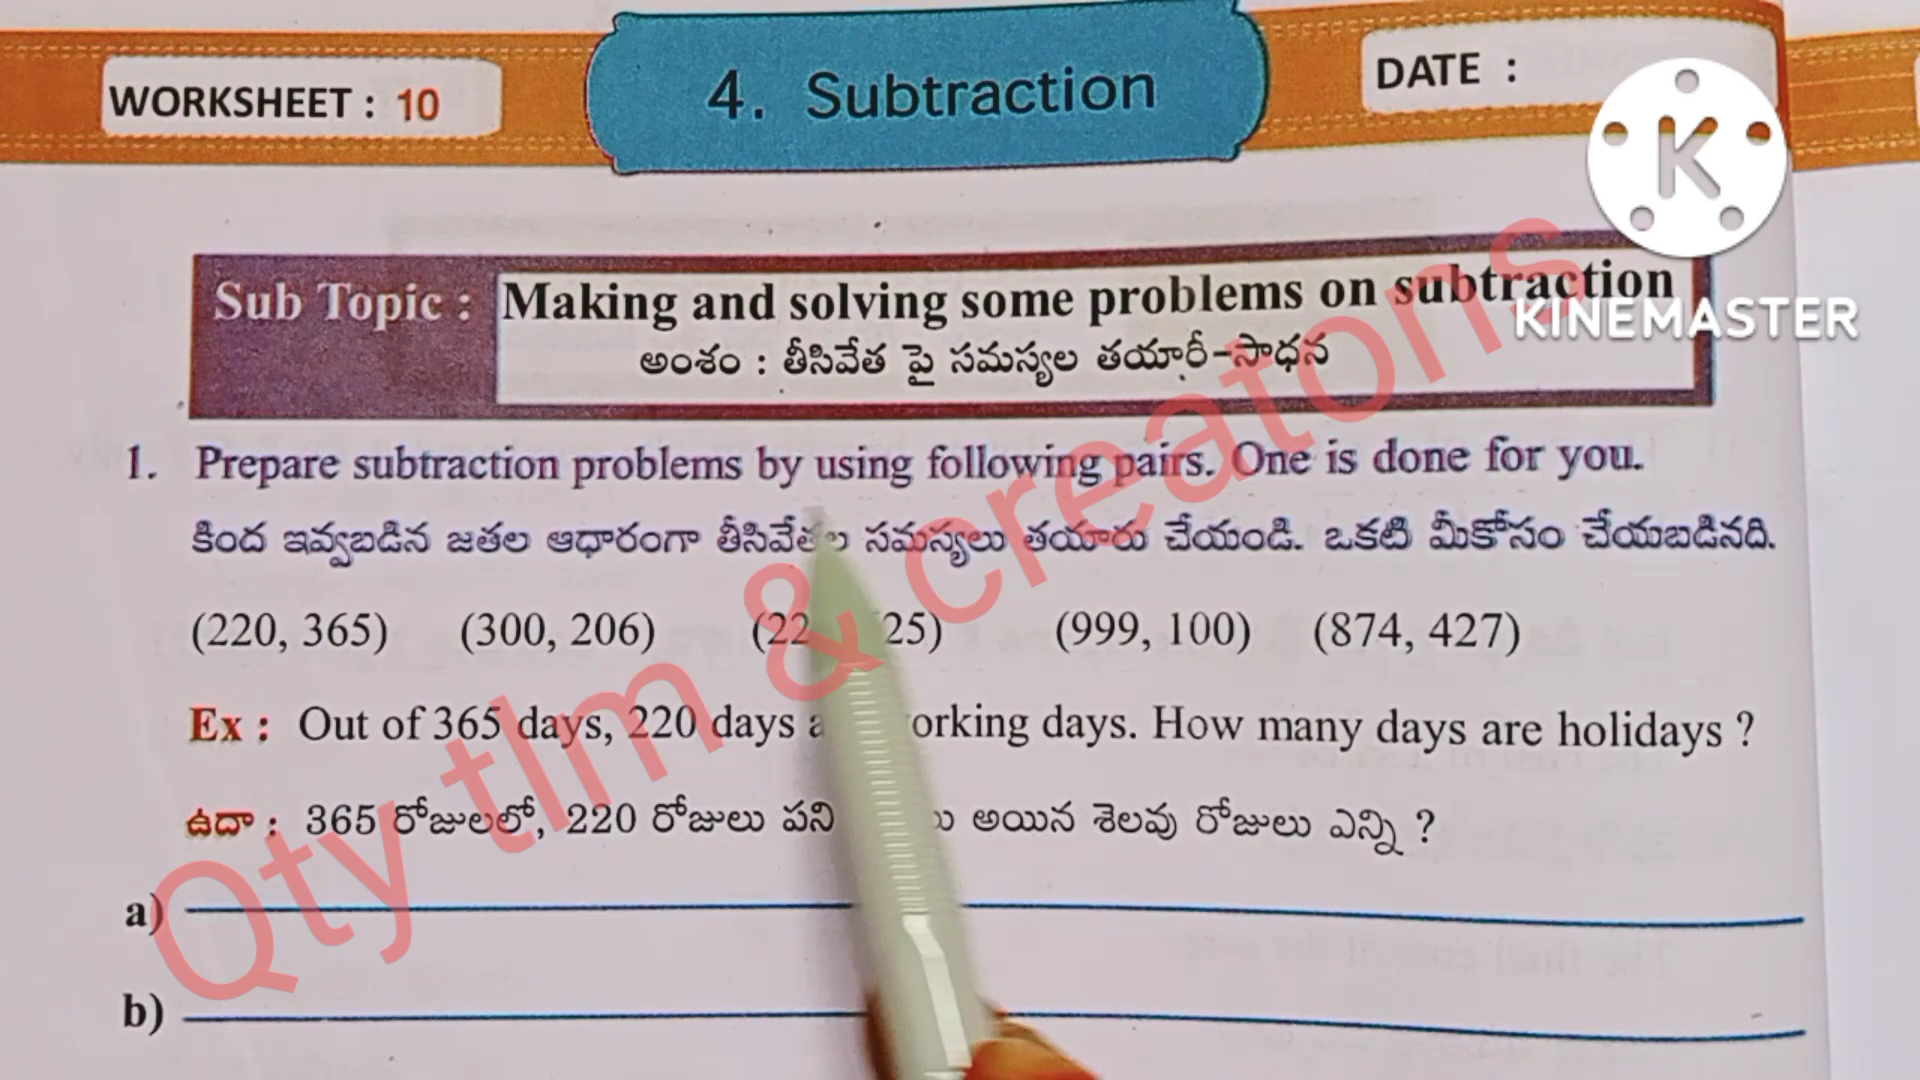 WORKSHEET : 10
4. Subtraction
DATE :
KINEMASTER
Sub Topic : Making and solving some problems on subtraction
అంశం : తీసివేత పై సమస్యల తయారీ-సాధన
1. Prepare subtraction problems by using following pairs. One is done for you.
కింద ఇవ్వబడిన జతల ఆధారంగా తీసివేతల సమస్యలు తయారు చేయండి. ఒకటి మీకోసం చేయబడినది.
(220, 365) (300, 206) (999, 100) (874, 427)
Ex : Out of 365 days, 220 days days. How many days are holidays ?
ఉదా : 365 రోజులలో, 220 రోజులు పని అయిన శెలవు రోజులు ఎన్ని ?
a)
b)
Qty tlm & creatons